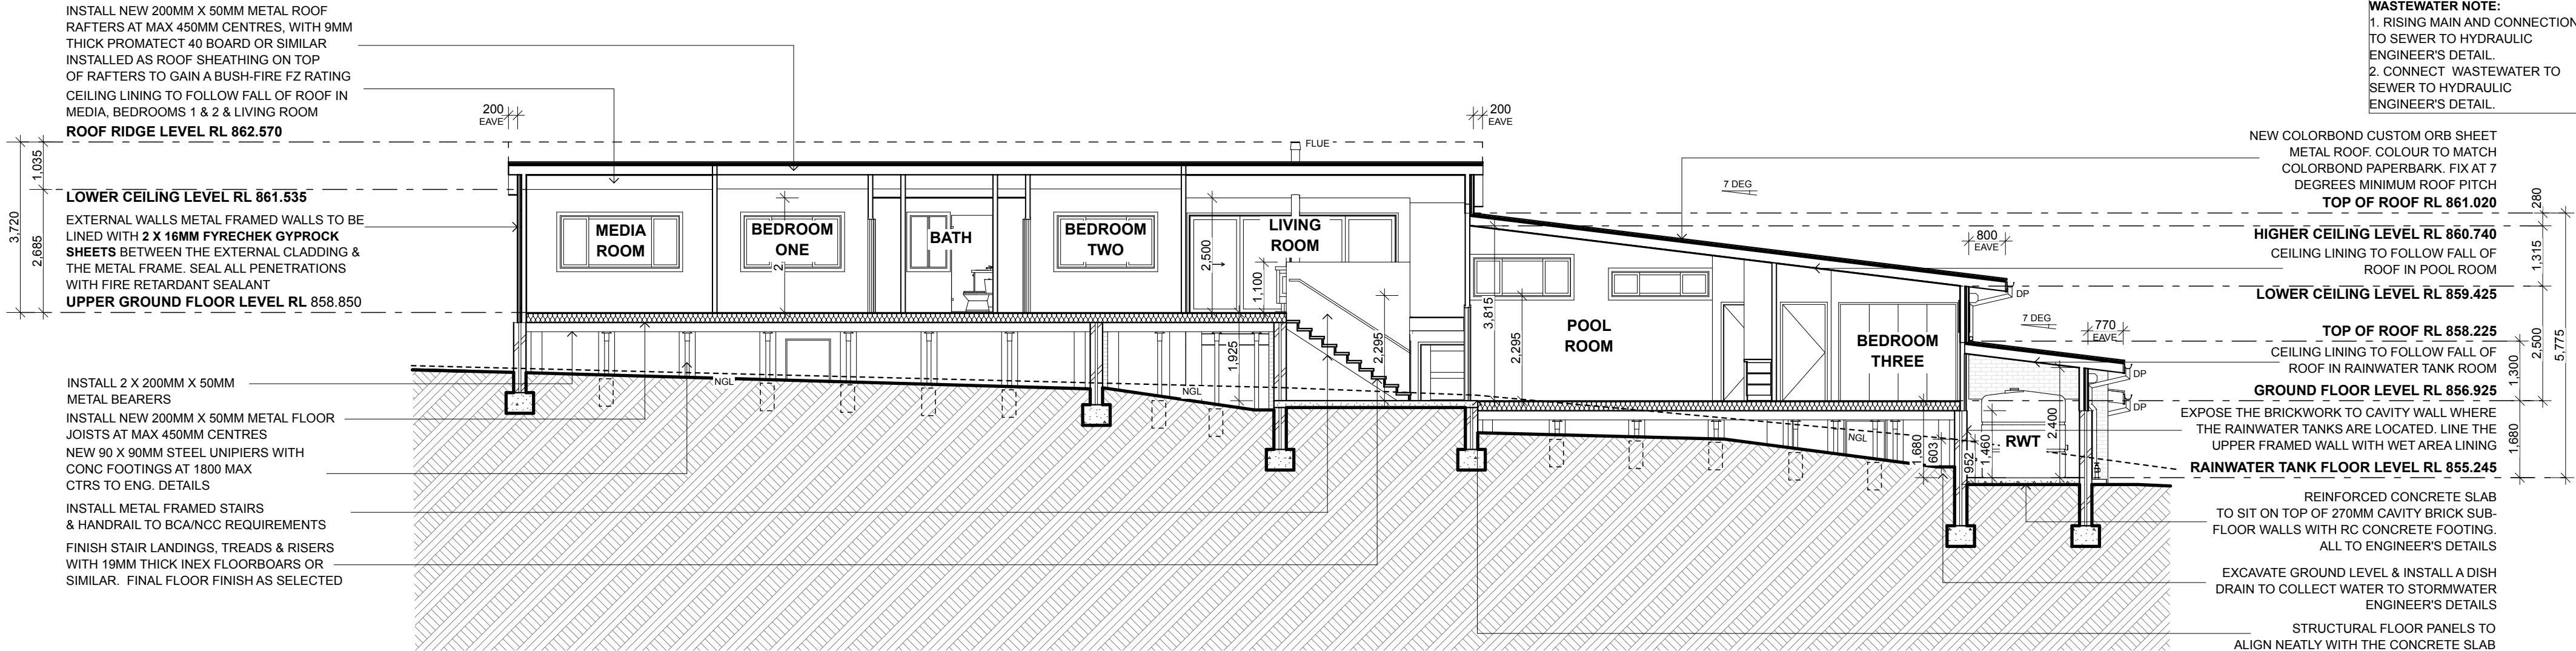 INSTALL NEW 200MM X 50MM METAL ROOF
RAFTERS AT MAX 450MM CENTRES, WITH 9MM
THICK PROMATECT 40 BOARD OR SIMILAR
INSTALLED AS ROOF SHEATHING ON TOP
OF RAFTERS TO GAIN A BUSH-FIRE FZ RATING
CEILING LINING TO FOLLOW FALL OF ROOF IN
MEDIA, BEDROOMS 1 & 2 & LIVING ROOM
ROOF RIDGE LEVEL RL 862.570
LOWER CEILING LEVEL RL 861.535
EXTERNAL WALLS METAL FRAMED WALLS TO BE
LINED WITH 2 X 16MM FYRECHEK GYPROCK
SHEETS BETWEEN THE EXTERNAL CLADDING &
THE METAL FRAME. SEAL ALL PENETRATIONS
WITH FIRE RETARDANT SEALANT
UPPER GROUND FLOOR LEVEL RL 858.850
1,035
3,720
2,685
INSTALL 2 X 200MM X 50MM
METAL BEARERS
INSTALL NEW 200MM X 50MM METAL FLOOR
JOISTS AT MAX 450MM CENTRES
NEW 90 X 90MM STEEL UNIPIERS WITH
CONC FOOTINGS AT 1800 MAX
CTRS TO ENG. DETAILS
INSTALL METAL FRAMED STAIRS
& HANDRAIL TO BCA/NCC REQUIREMENTS
FINISH STAIR LANDINGS, TREADS & RISERS
WITH 19MM THICK INEX FLOORBOARDS OR
SIMILAR. FINAL FLOOR FINISH AS SELECTED
200
EAVE
200
EAVE
FLUE
MEDIA
ROOM
BEDROOM
ONE
2
BATH
BEDROOM
TWO
LIVING
ROOM
2,500
1,100
1,925
2,295
3,815
2,295
POOL
ROOM
BEDROOM
THREE
RWT
NGL
NGL
NGL
7 DEG
7 DEG
800
EAVE
770
EAVE
DP
DP
DP
1,680
603
952
1,460
2,400
WASTEWATER NOTE:
1. RISING MAIN AND CONNECTION
TO SEWER TO HYDRAULIC
ENGINEER'S DETAIL.
2. CONNECT WASTEWATER TO
SEWER TO HYDRAULIC
ENGINEER'S DETAIL.
NEW COLORBOND CUSTOM ORB SHEET
METAL ROOF. COLOUR TO MATCH
COLORBOND PAPERBARK. FIX AT 7
DEGREES MINIMUM ROOF PITCH
TOP OF ROOF RL 861.020
HIGHER CEILING LEVEL RL 860.740
CEILING LINING TO FOLLOW FALL OF
ROOF IN POOL ROOM
LOWER CEILING LEVEL RL 859.425
TOP OF ROOF RL 858.225
CEILING LINING TO FOLLOW FALL OF
ROOF IN RAINWATER TANK ROOM
GROUND FLOOR LEVEL RL 856.925
EXPOSE THE BRICKWORK TO CAVITY WALL WHERE
THE RAINWATER TANKS ARE LOCATED. LINE THE
UPPER FRAMED WALL WITH WET AREA LINING
RAINWATER TANK FLOOR LEVEL RL 855.245
REINFORCED CONCRETE SLAB
TO SIT ON TOP OF 270MM CAVITY BRICK SUB-
FLOOR WALLS WITH RC CONCRETE FOOTING.
ALL TO ENGINEER'S DETAILS
EXCAVATE GROUND LEVEL & INSTALL A DISH
DRAIN TO COLLECT WATER TO STORMWATER
ENGINEER'S DETAILS
STRUCTURAL FLOOR PANELS TO
ALIGN NEATLY WITH THE CONCRETE SLAB
280
1,315
2,500
1,300
1,680
5,775